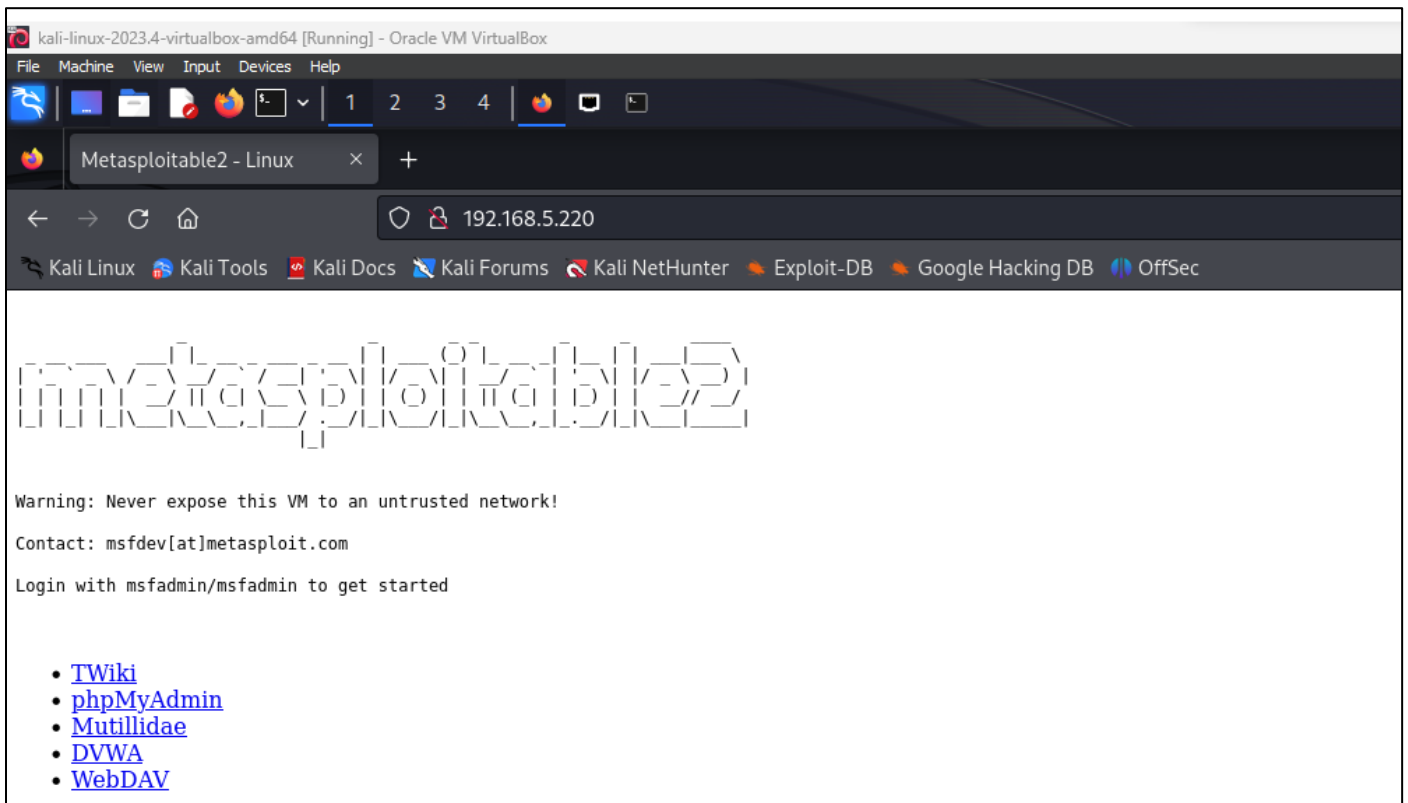 kali-linux-2023.4-virtualbox-amd64 [Running] - Oracle VM VirtualBox
File Machine View Input Devices Help
1 2 3 4
Metasploitable2 - Linux
192.168.5.220
Kali Linux Kali Tools Kali Docs Kali Forums Kali NetHunter Exploit-DB Google Hacking DB OffSec
metasploitable2
Warning: Never expose this VM to an untrusted network!
Contact: msfdev[at]metasploit.com
Login with msfadmin/msfadmin to get started
• TWiki
• phpMyAdmin
• Mutillidae
• DVWA
• WebDAV